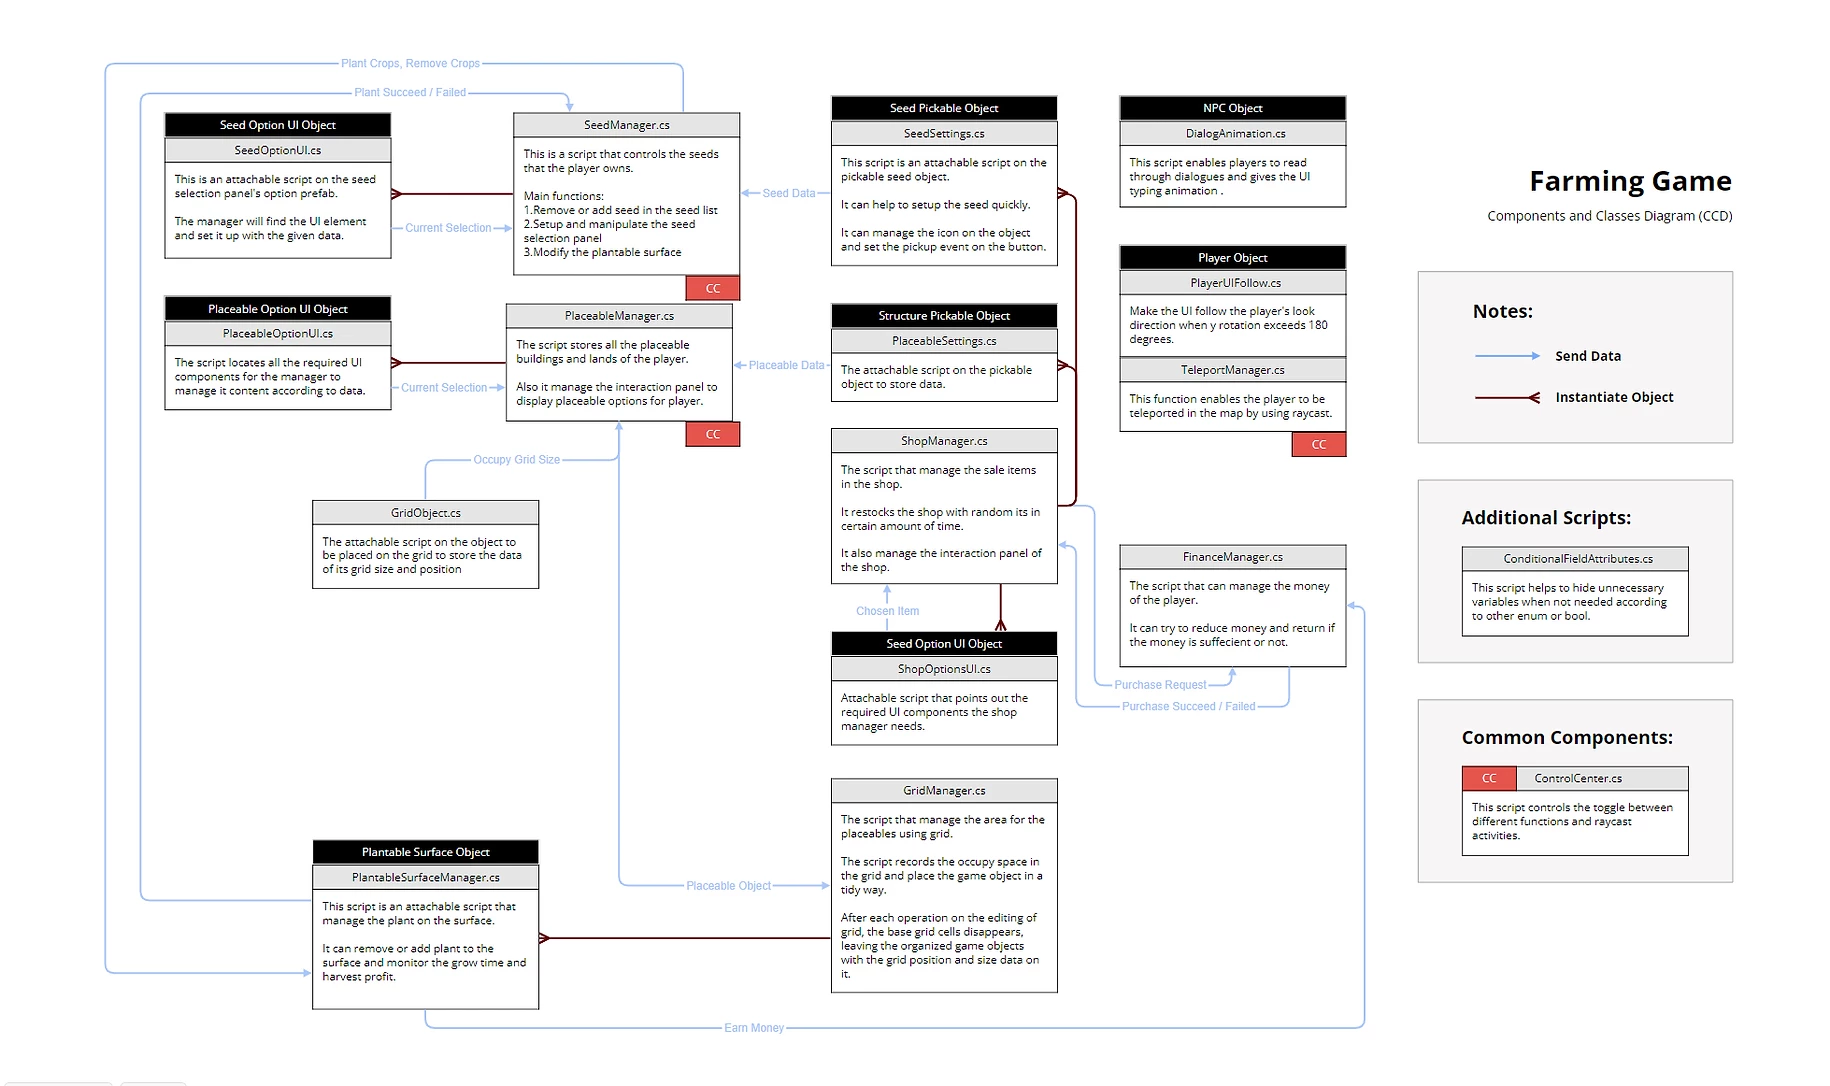 Plant Crops, Remove Crops
Plant Succeed / Failed
Seed Option UI Object
SeedOptionUI.cs
This is an attachable script on the seed
selection panel's option prefab.
The manager will find the UI element
and set it up with the given data.
Current Selection
SeedManager.cs
This is a script that controls the seeds
that the player owns.
Main functions:
1.Remove or add seed in the seed list
2.Setup and manipulate the seed
selection panel
3.Modify the plantable surface
CC
Seed Data
Seed Pickable Object
SeedSettings.cs
This script is an attachable script on the
pickable seed object.
It can help to setup the seed quickly.
It can manage the icon on the object
and set the pickup event on the button.
NPC Object
DialogAnimation.cs
This script enables players to read
through dialogues and gives the UI
typing animation .
Farming Game
Components and Classes Diagram (CCD)
Placeable Option UI Object
PlaceableOptionUI.cs
The script locates all the required UI
components for the manager to
manage it content according to data.
Current Selection
PlaceableManager.cs
The script stores all the placeable
buildings and lands of the player.
Also it manage the interaction panel to
display placeable options for player.
CC
Placeable Data
Structure Pickable Object
PlaceableSettings.cs
The attachable script on the pickable
object to store data.
Player Object
PlayerUIFollow.cs
Make the UI follow the player's look
direction when y rotation exceeds 180
degrees.
TeleportManager.cs
This function enables the player to be
teleported in the map by using raycast.
CC
Notes:
Send Data
Instantiate Object
Occupy Grid Size
GridObject.cs
The attachable script on the object to
be placed on the grid to store the data
of its grid size and position
ShopManager.cs
The script that manage the sale items
in the shop.
It restocks the shop with random its in
certain amount of time.
It also manage the interaction panel of
the shop.
Chosen Item
Seed Option UI Object
ShopOptionsUI.cs
Attachable script that points out the
required UI components the shop
manager needs.
FinanceManager.cs
The script that can manage the money
of the player.
It can try to reduce money and return if
the money is suffecient or not.
Purchase Request
Purchase Succeed / Failed
Additional Scripts:
ConditionalFieldAttributes.cs
This script helps to hide unnecessary
variables when not needed according
to other enum or bool.
Common Components:
CC
ControlCenter.cs
This script controls the toggle between
different functions and raycast
activities.
Plantable Surface Object
PlantableSurfaceManager.cs
This script is an attachable script that
manage the plant on the surface.
It can remove or add plant to the
surface and monitor the grow time and
harvest profit.
Placeable Object
GridManager.cs
The script that manage the area for the
placeables using grid.
The script records the occupy space in
the grid and place the game object in a
tidy way.
After each operation on the editing of
grid, the base grid cells disappears,
leaving the organized game objects
with the grid position and size data on
it.
Earn Money